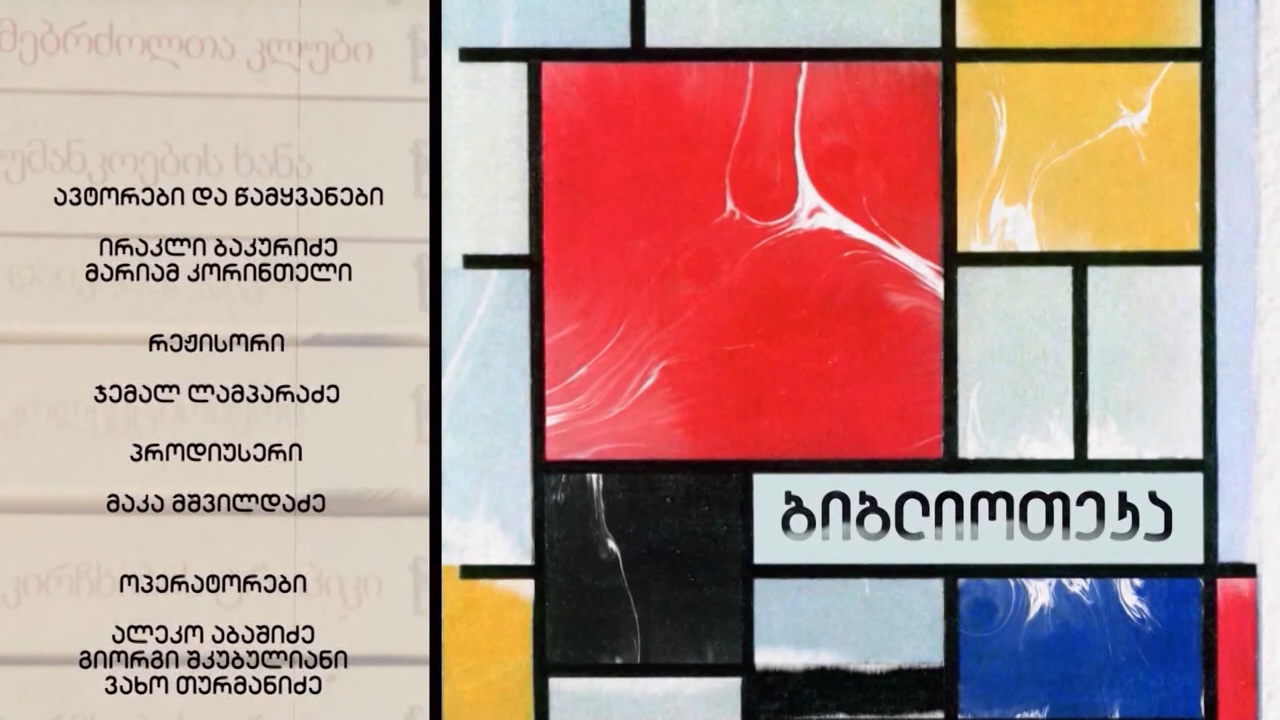 მებრძოლთა კლუბი
უმანკოების ხანა
ავტორები და წამყვანები
ირაკლი ბაკურიძე
მარიამ კორინთელი
რეჟისორი
ჯემალ ლამპარაძე
პროდიუსერი
მაკა მშვილდაძე
ოპერატორები
ალეკო აბაშიძე
გიორგი შკუბულიანი
ვახო თურმანიძე
ბიბლიოთეკა